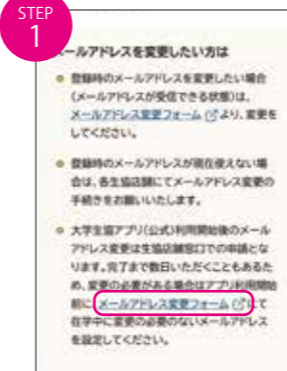 STEP
1
メールアドレスを変更したい方は
登録時のメールアドレスを変更したい場合
(メールアドレスが受信できる状態)は、
メールアドレス変更フォーム より、変更を
してください。
登録時のメールアドレスが現在使えない場
合は、各生協店舗にてメールアドレス変更の
手続きをお願いいたします。
大学生協アプリ(公式)利用開始後のメール
アドレス変更は生協店舗窓口での申請とな
ります。完了まで数日いただくこともあるた
め、変更の必要がある場合はアプリ利用開始
前に メールアドレス変更フォーム にて
在学中に変更の必要のないメールアドレス
を設定してください。